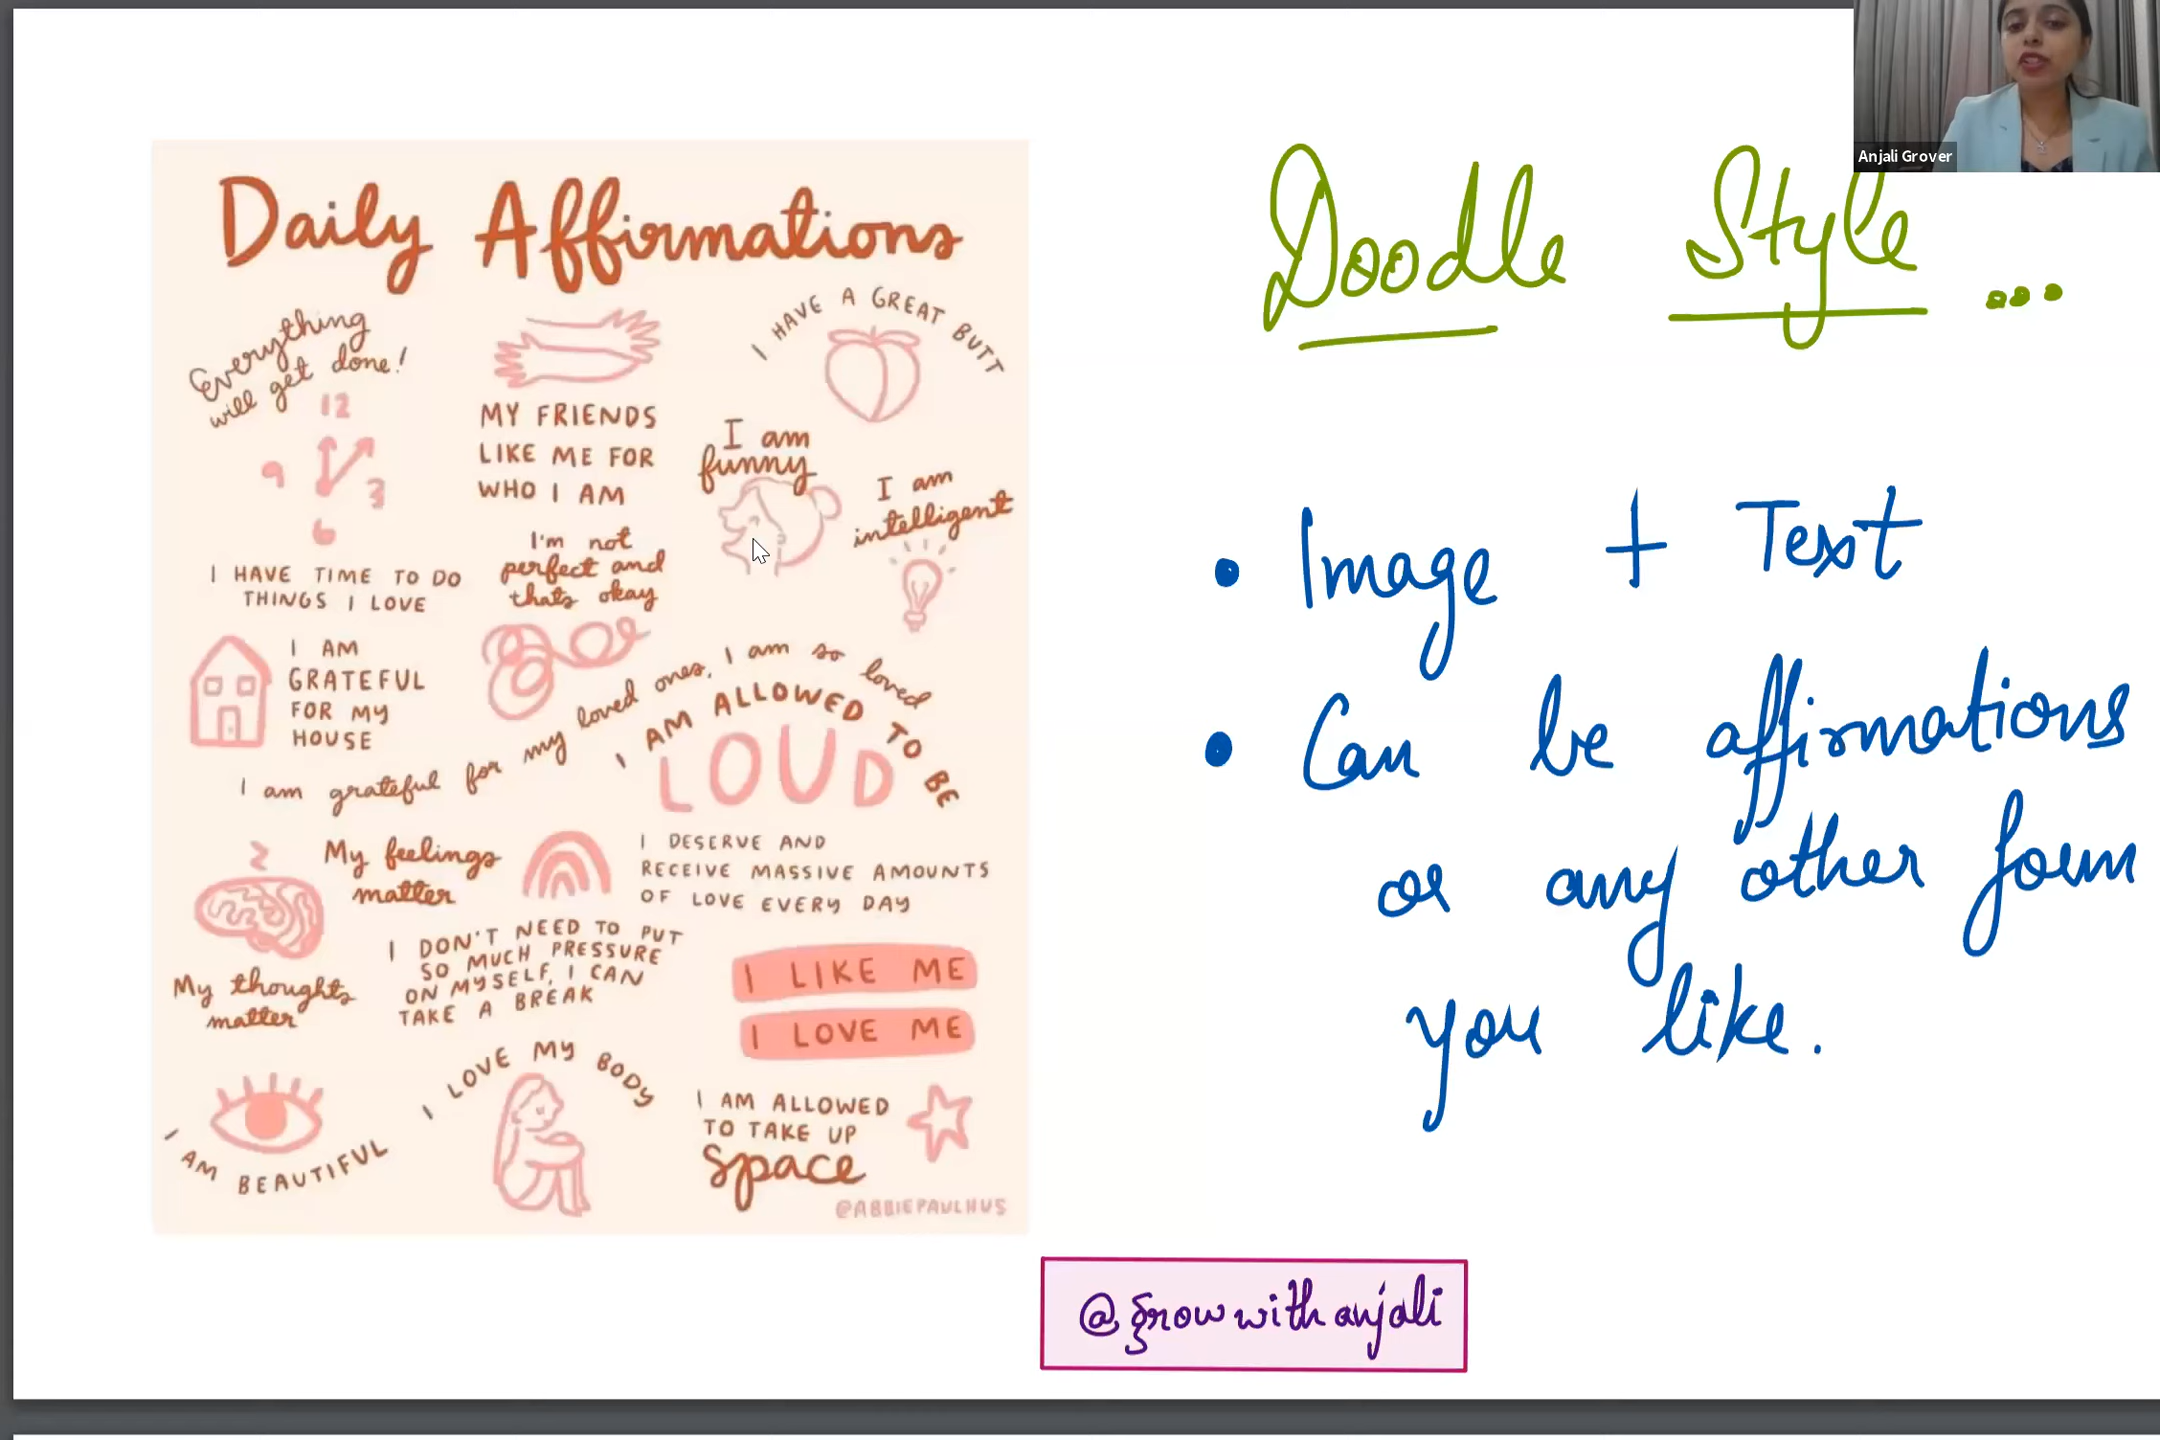 Anjali Grover
Daily Affirmations
Everything
will get done!
12
9
3
6
MY FRIENDS
LIKE ME FOR
WHO I AM
I HAVE A GREAT BUTT
I am
funny
I am
intelligent
I HAVE TIME TO DO
THINGS I LOVE
I'm not
perfect and
thats okay
I AM
GRATEFUL
FOR MY
HOUSE
I am grateful for my loved ones, I am so loved
I AM ALLOWED TO BE
LOUD
My feelings
matter
I DESERVE AND
RECEIVE MASSIVE AMOUNTS
OF LOVE EVERY DAY
My thoughts
matter
I DON'T NEED TO PUT
SO MUCH PRESSURE
ON MYSELF, I CAN
TAKE A BREAK
I LIKE ME
I LOVE ME
I AM BEAUTIFUL
I LOVE MY BODY
I AM ALLOWED
TO TAKE UP
space
@ABBIEPAULHUS
Doodle Style ...
• Image + Text
• Can be affirmations
or any other form
you like.
@growwithanjali